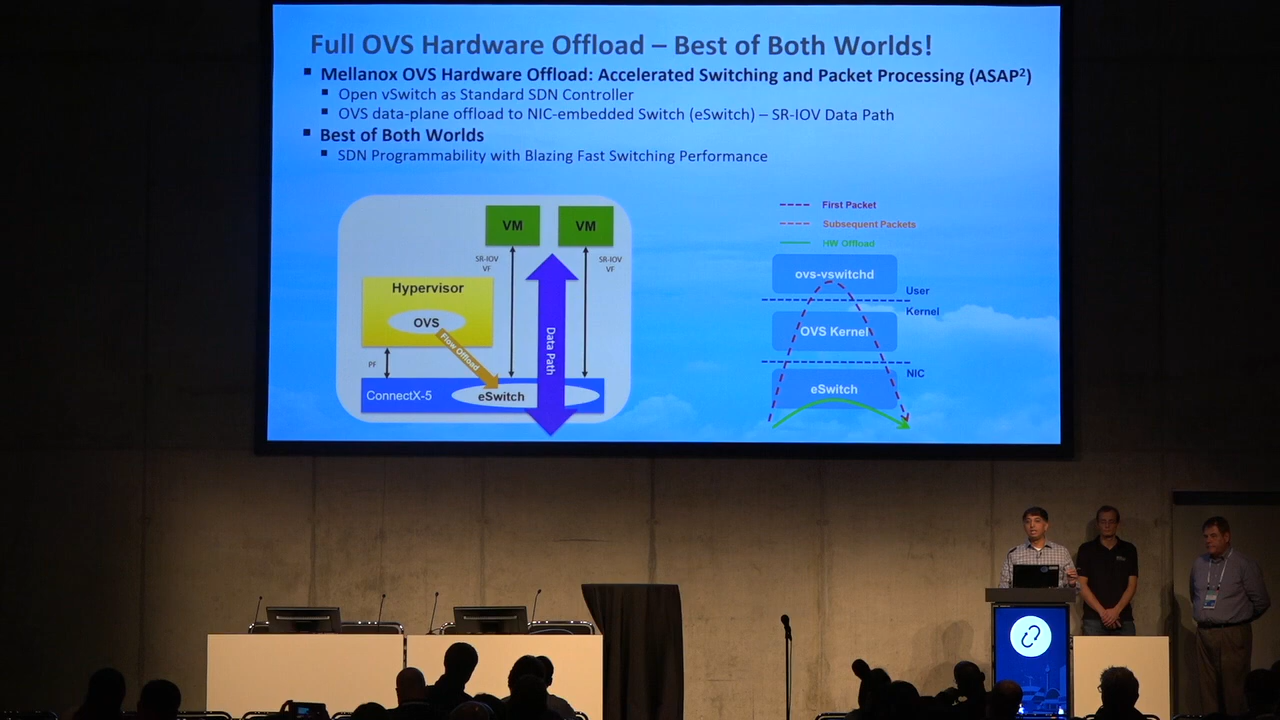 Full OVS Hardware Offload – Best of Both Worlds!
Mellanox OVS Hardware Offload: Accelerated Switching and Packet Processing (ASAP²)
Open vSwitch as Standard SDN Controller
OVS data-plane offload to NIC-embedded Switch (eSwitch) – SR-IOV Data Path
Best of Both Worlds
SDN Programmability with Blazing Fast Switching Performance
VM
VM
SR-IOV
VF
SR-IOV
VF
Hypervisor
OVS
Flow Offload
Data Path
PF
ConnectX-5
eSwitch
First Packet
Subsequent Packets
HW Offload
ovs-vswitchd
User
Kernel
OVS Kernel
NIC
eSwitch